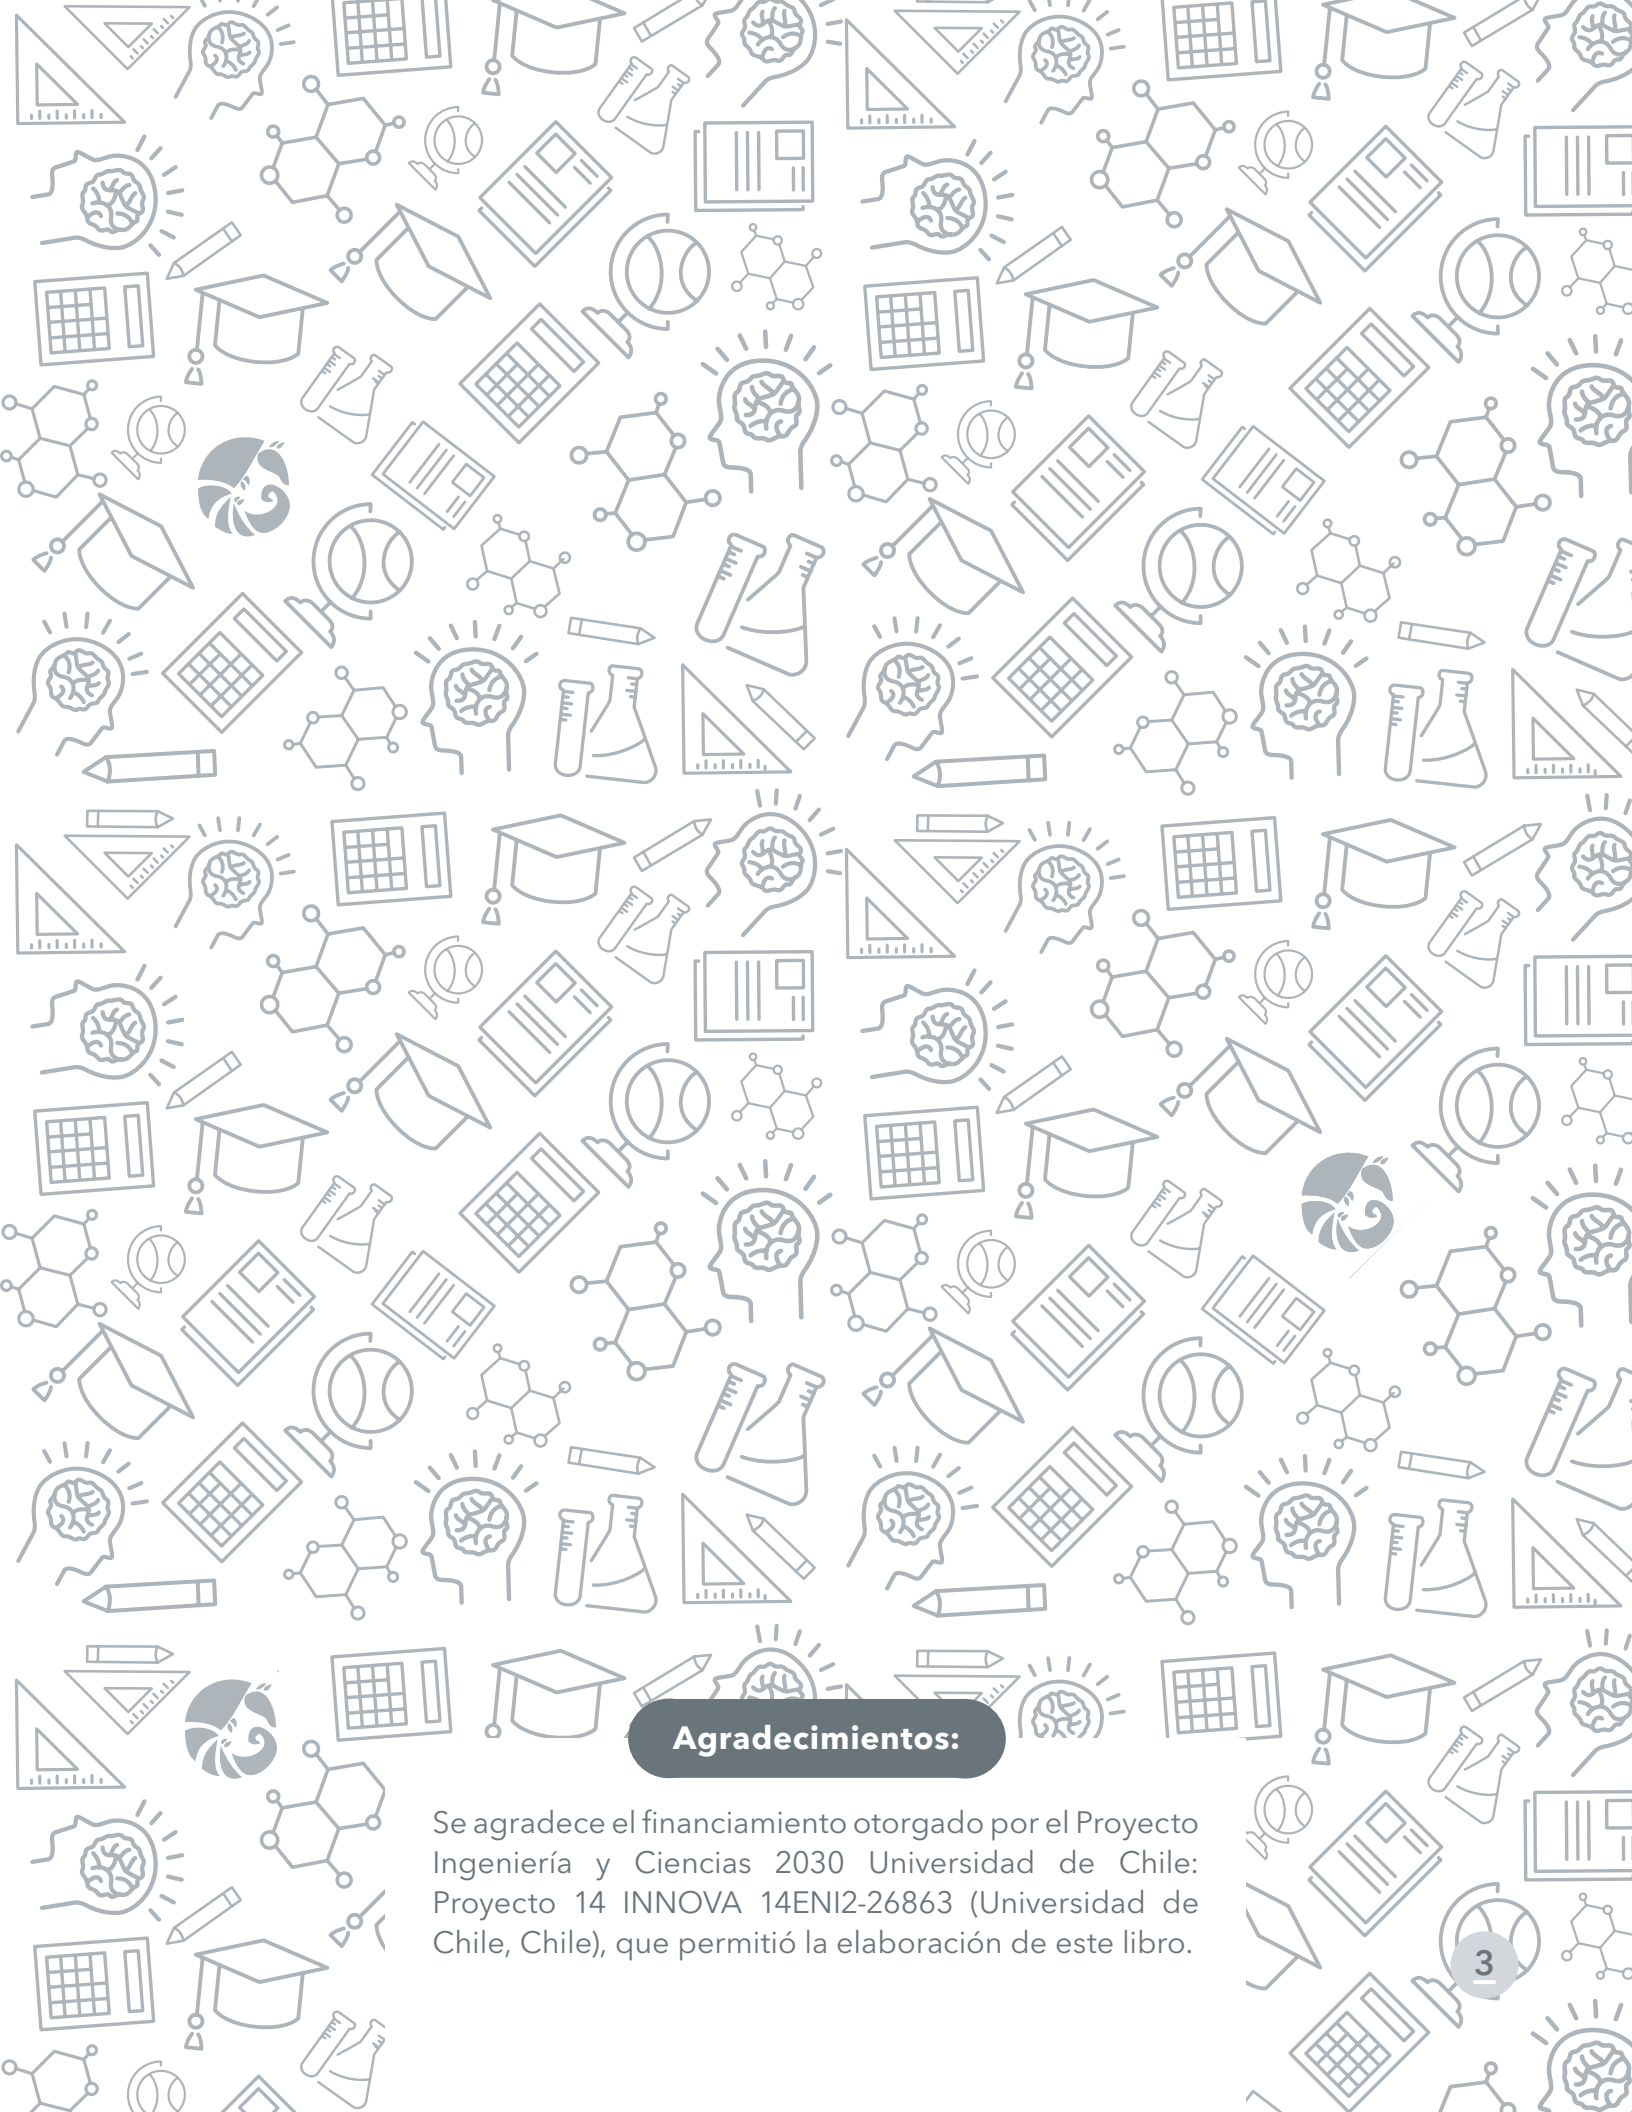 Agradecimientos:
Se agradece el financiamiento otorgado por el Proyecto
Ingeniería y Ciencias 2030 Universidad de Chile:
Proyecto 14 INNOVA 14ENI2-26863 (Universidad de
Chile, Chile), que permitió la elaboración de este libro.
3